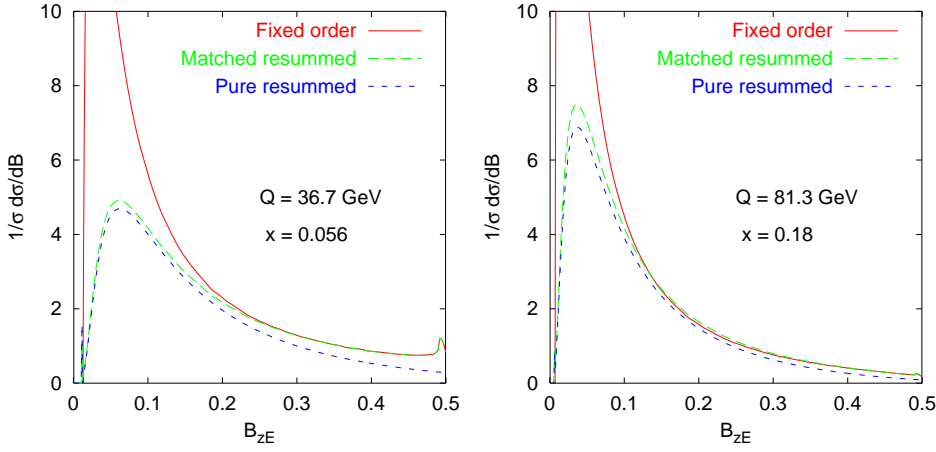 10
8
6
4
2
0
1/σ dσ/dB
Fixed order
Matched resummed
Pure resummed
Q = 36.7 GeV
x = 0.056
0 0.1 0.2 0.3 0.4 0.5
BzE
10
8
6
4
2
0
1/σ dσ/dB
Fixed order
Matched resummed
Pure resummed
Q = 81.3 GeV
x = 0.18
0 0.1 0.2 0.3 0.4 0.5
BzE